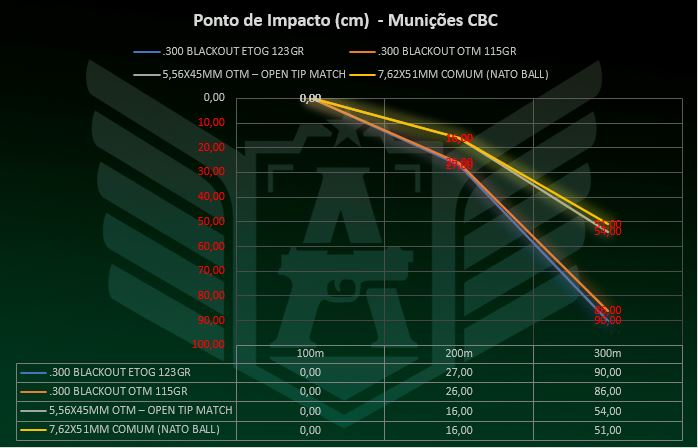 Ponto de Impacto (cm) - Munições CBC
.300 BLACKOUT ETOG 123GR .300 BLACKOUT OTM 115GR
5,56X45MM OTM – OPEN TIP MATCH 7,62X51MM COMUM (NATO BALL)
0,00 0,00
10,00
20,00
30,00
40,00
50,00
60,00
70,00
80,00
90,00 90,00
100,00
100m 200m 300m
.300 BLACKOUT ETOG 123GR 0,00 27,00 90,00
.300 BLACKOUT OTM 115GR 0,00 26,00 86,00
5,56X45MM OTM – OPEN TIP MATCH 0,00 16,00 54,00
7,62X51MM COMUM (NATO BALL) 0,00 16,00 51,00